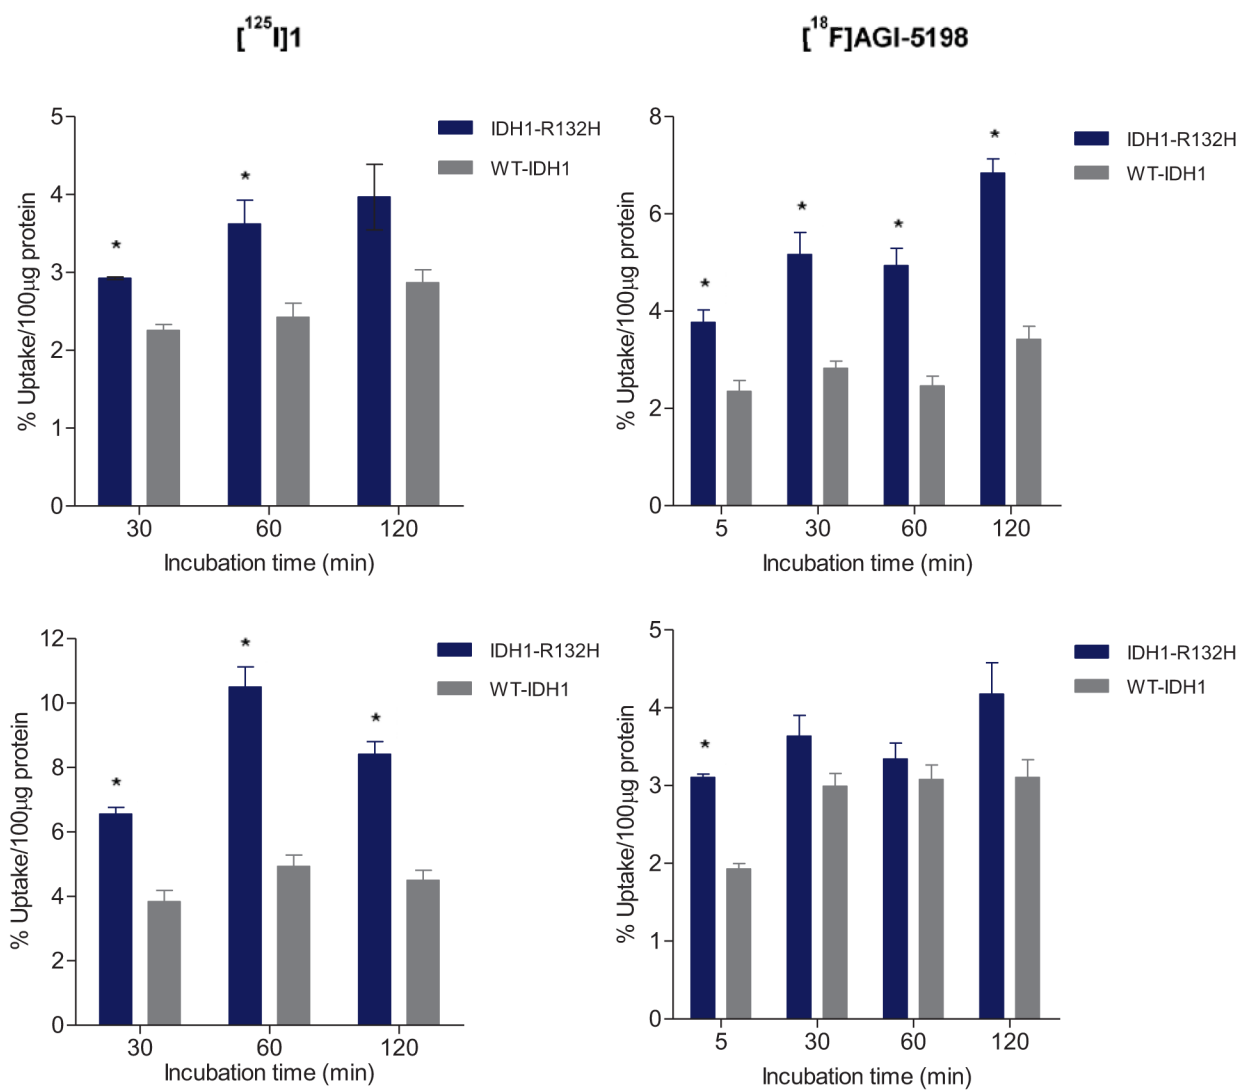 [¹²⁵I]1
[¹⁸F]AGI-5198
% Uptake/100µg protein
5
4
3
2
1
0
*
*
30
60
120
Incubation time (min)
IDH1-R132H
WT-IDH1
% Uptake/100µg protein
8
6
4
2
0
*
*
*
*
5
30
60
120
Incubation time (min)
IDH1-R132H
WT-IDH1
% Uptake/100µg protein
12
10
8
6
4
2
0
*
*
*
30
60
120
Incubation time (min)
IDH1-R132H
WT-IDH1
% Uptake/100µg protein
5
4
3
2
1
0
*
5
30
60
120
Incubation time (min)
IDH1-R132H
WT-IDH1